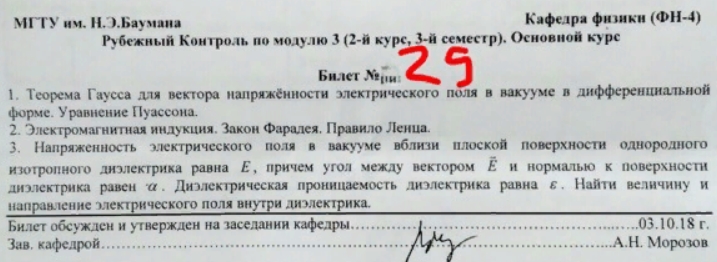 МГТУ им. Н.Э.Баумана Кафедра физики (ФН-4)
Рубежный Контроль по модулю 3 (2-й курс, 3-й семестр). Основной курс
Билет № 29
1. Теорема Гаусса для вектора напряжённости электрического поля в вакууме в дифференциальной
форме. Уравнение Пуассона.
2. Электромагнитная индукция. Закон Фарадея. Правило Ленца.
3. Напряженность электрического поля в вакууме вблизи плоской поверхности однородного
изотропного диэлектрика равна E, причем угол между вектором E⃗ и нормалью к поверхности
диэлектрика равен α. Диэлектрическая проницаемость диэлектрика равна ε. Найти величину и
направление электрического поля внутри диэлектрика.
Билет обсужден и утвержден на заседании кафедры....................................................03.10.18 г.
Зав. кафедрой....................................................................................А.Н. Морозов